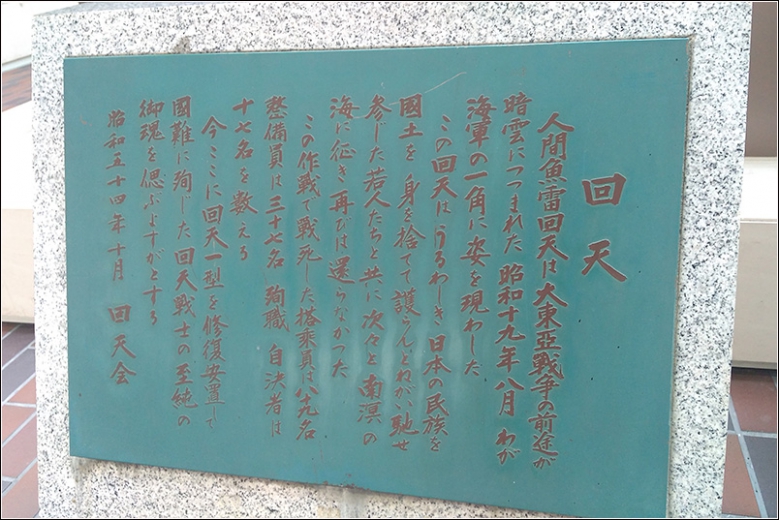 回天
人間魚雷回天は大東亞戦争の前途が
暗雲につつまれた昭和十九年八月 わが
海軍の一角に姿を現わした
この回天は うるわしき 日本の民族を
國土を 身を捨てて護らんとねがい 馳せ
参じた若人たちと共に 次々と 南溟の
海に征き 再びは還らなかった
この作戦で戦死した搭乗員は八九名
整備員は三十七名 殉職 自決者は
十七名を数える
今ここに回天一型を修復安置して
國難に殉じた回天戦士の至純の
御魂を偲ぶよすがとする
昭和五十四年十月 回天会